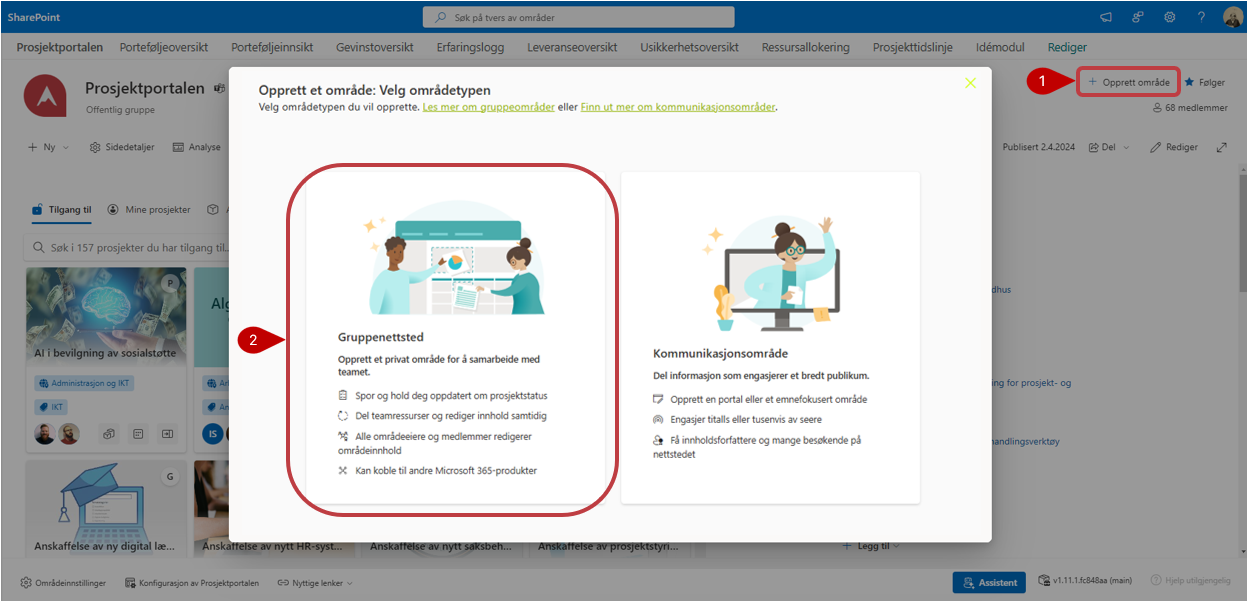 SharePoint
Søk på tvers av områder
?
Prosjektportalen Porteføljeoversikt Porteføljeinnsikt Gevinstoversikt Erfaringslogg Leveranseoversikt Usikkerhetsoversikt Ressursallokering Prosjekttidslinje Idémodul Rediger
Prosjektportalen
Offentlig gruppe
1
+ Opprett område
Følger
68 medlemmer
+ Ny
Sidedetaljer
Analyse
Publisert 2.4.2024
Del
Rediger
Opprett et område: Velg områdetypen
Velg områdetypen du vil opprette. Les mer om gruppeområder eller Finn ut mer om kommunikasjonsområder.
2
Gruppenettsted
Opprett et privat område for å samarbeide med
teamet.
Spor og hold deg oppdatert om prosjektstatus
Del teamressurser og rediger innhold samtidig
Alle områdeeiere og medlemmer redigerer
områdeinnhold
Kan koble til andre Microsoft 365-produkter
Kommunikasjonsområde
Del informasjon som engasjerer et bredt publikum.
Opprett en portal eller et emnefokusert område
Engasjer titalls eller tusenvis av seere
Få innholdsforfattere og mange besøkende på
nettstedet
Tilgang til
Mine prosjekter
Søk i 157 prosjekter du har tilgang til...
P
Alg
AI i bevilgning av sosialstøtte
Administrasjon og IKT
IKT
IS
G
dhus
ng for prosjekt- og
handlingsverktøy
Anskaffelse av ny digital læ...
Anskaffelse av nytt HR-syst...
Anskaffelse av nytt saksbeh...
Anskaffelse av prosjektstyri...
+ Legg til
Områdeinnstillinger
Konfigurasjon av Prosjektportalen
Nyttige lenker
Assistent
v1.11.1.fc848aa (main)
? Hjelp utilgjengelig